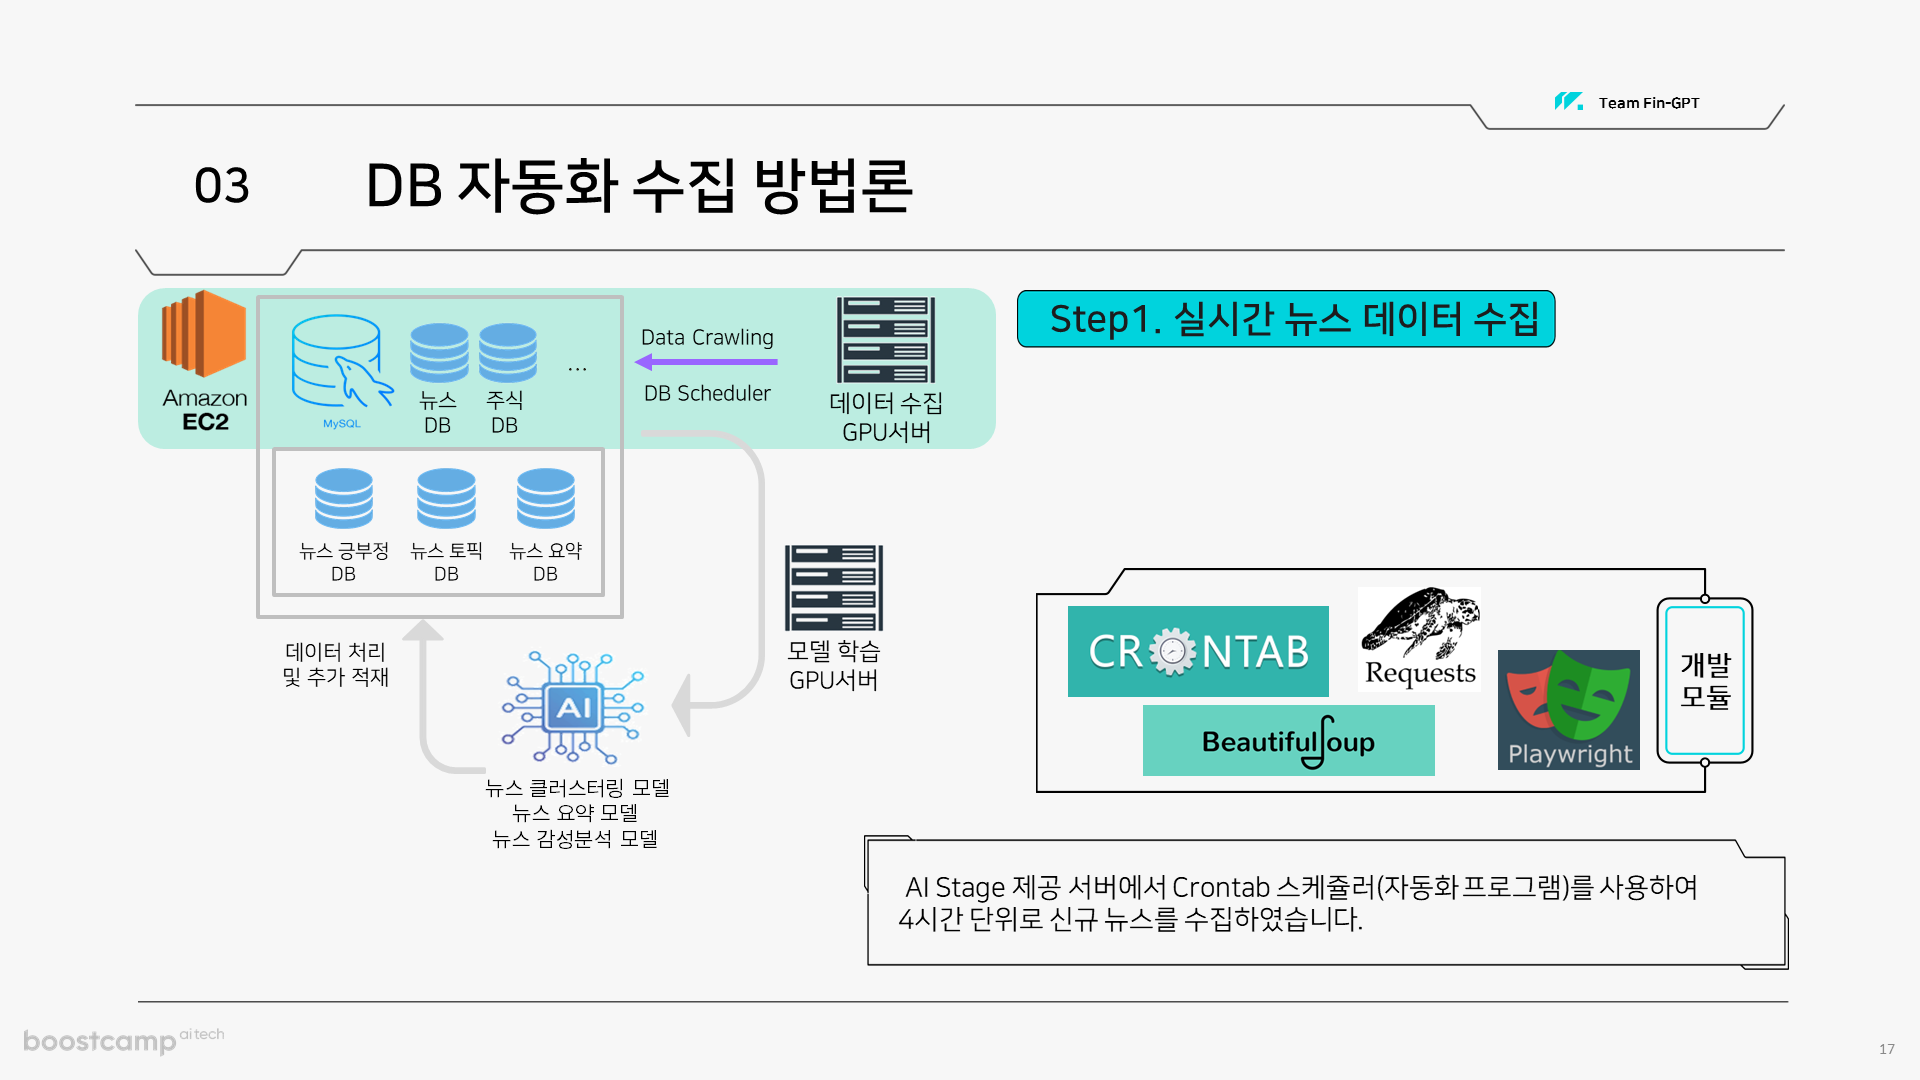 Team Fin-GPT
03
DB 자동화 수집 방법론
Amazon
EC2
MySQL
뉴스
DB
주식
DB
...
Data Crawling
DB Scheduler
데이터 수집
GPU서버
Step1. 실시간 뉴스 데이터 수집
뉴스 긍부정
DB
뉴스 토픽
DB
뉴스 요약
DB
데이터 처리
및 추가 적재
AI
뉴스 클러스터링 모델
뉴스 요약 모델
뉴스 감성분석 모델
모델 학습
GPU서버
CRONTAB
Requests
BeautifulSoup
Playwright
개발
모듈
AI Stage 제공 서버에서 Crontab 스케쥴러(자동화 프로그램)를 사용하여
4시간 단위로 신규 뉴스를 수집하였습니다.
boostcamp ai tech
17